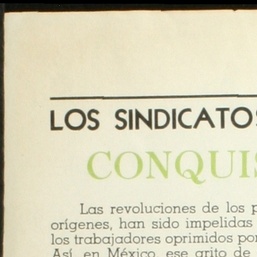 LOS SINDICATOS
CONQUIS
Las revoluciones de los p
orígenes, han sido impelidas
los trabajadores oprimidos por
Así, en México, ese grito de